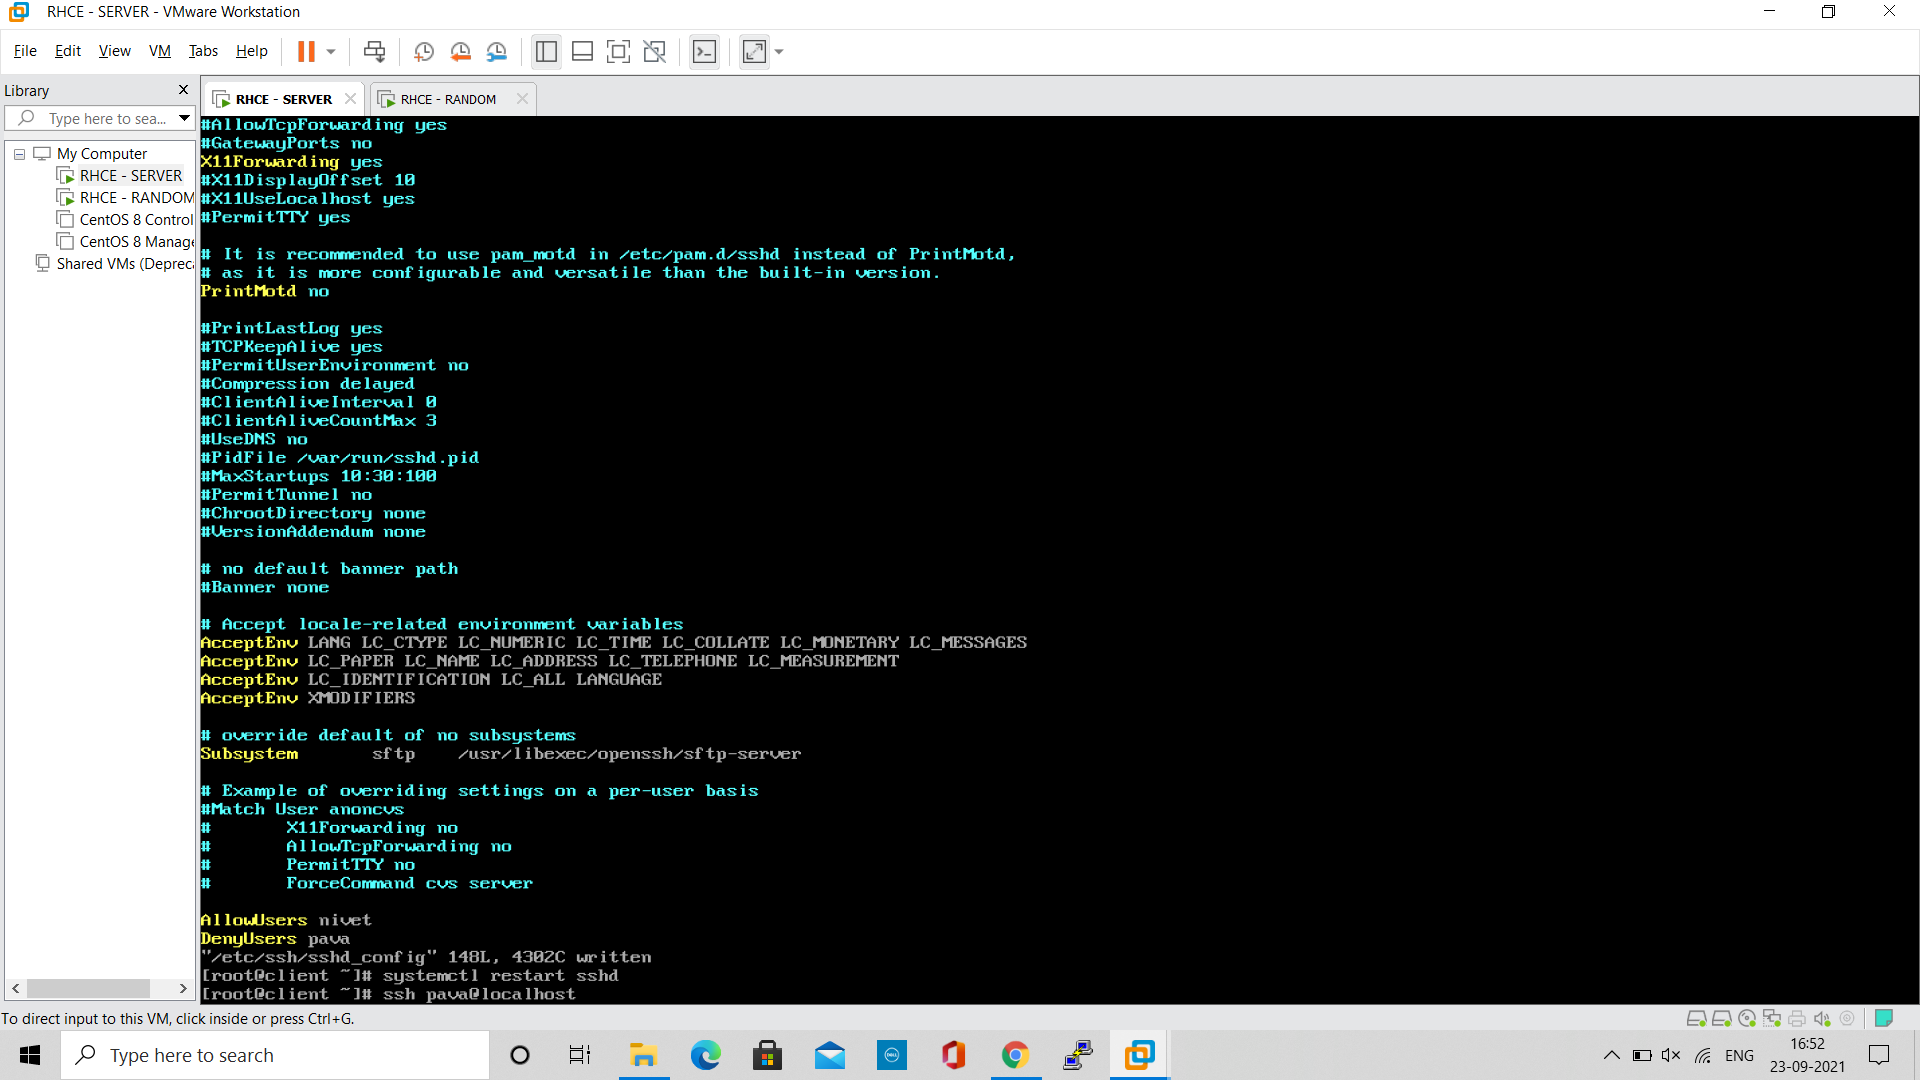 RHCE - SERVER - VMware Workstation
File Edit View VM Tabs Help
Library
Type here to sea...
My Computer
RHCE - SERVER
RHCE - RANDOM
CentOS 8 Control
CentOS 8 Manage
Shared VMs (Depreca
RHCE - SERVER
RHCE - RANDOM
#AllowTcpForwarding yes
#GatewayPorts no
X11Forwarding yes
#X11DisplayOffset 10
#X11UseLocalhost yes
#PermitTTY yes
# It is recommended to use pam_motd in /etc/pam.d/sshd instead of PrintMotd,
# as it is more configurable and versatile than the built-in version.
PrintMotd no
#PrintLastLog yes
#TCPKeepAlive yes
#PermitUserEnvironment no
#Compression delayed
#ClientAliveInterval 0
#ClientAliveCountMax 3
#UseDNS no
#PidFile /var/run/sshd.pid
#MaxStartups 10:30:100
#PermitTunnel no
#ChrootDirectory none
#VersionAddendum none
# no default banner path
#Banner none
# Accept locale-related environment variables
AcceptEnv LANG LC_CTYPE LC_NUMERIC LC_TIME LC_COLLATE LC_MONETARY LC_MESSAGES
AcceptEnv LC_PAPER LC_NAME LC_ADDRESS LC_TELEPHONE LC_MEASUREMENT
AcceptEnv LC_IDENTIFICATION LC_ALL LANGUAGE
AcceptEnv XMODIFIERS
# override default of no subsystems
Subsystem sftp /usr/libexec/openssh/sftp-server
# Example of overriding settings on a per-user basis
#Match User anoncvs
# X11Forwarding no
# AllowTcpForwarding no
# PermitTTY no
# ForceCommand cvs server
AllowUsers nivet
DenyUsers pava
"/etc/ssh/sshd_config" 148L, 4302C written
[root@client ~]# systemctl restart sshd
[root@client ~]# ssh pava@localhost
To direct input to this VM, click inside or press Ctrl+G.
Type here to search
ENG
16:52
23-09-2021